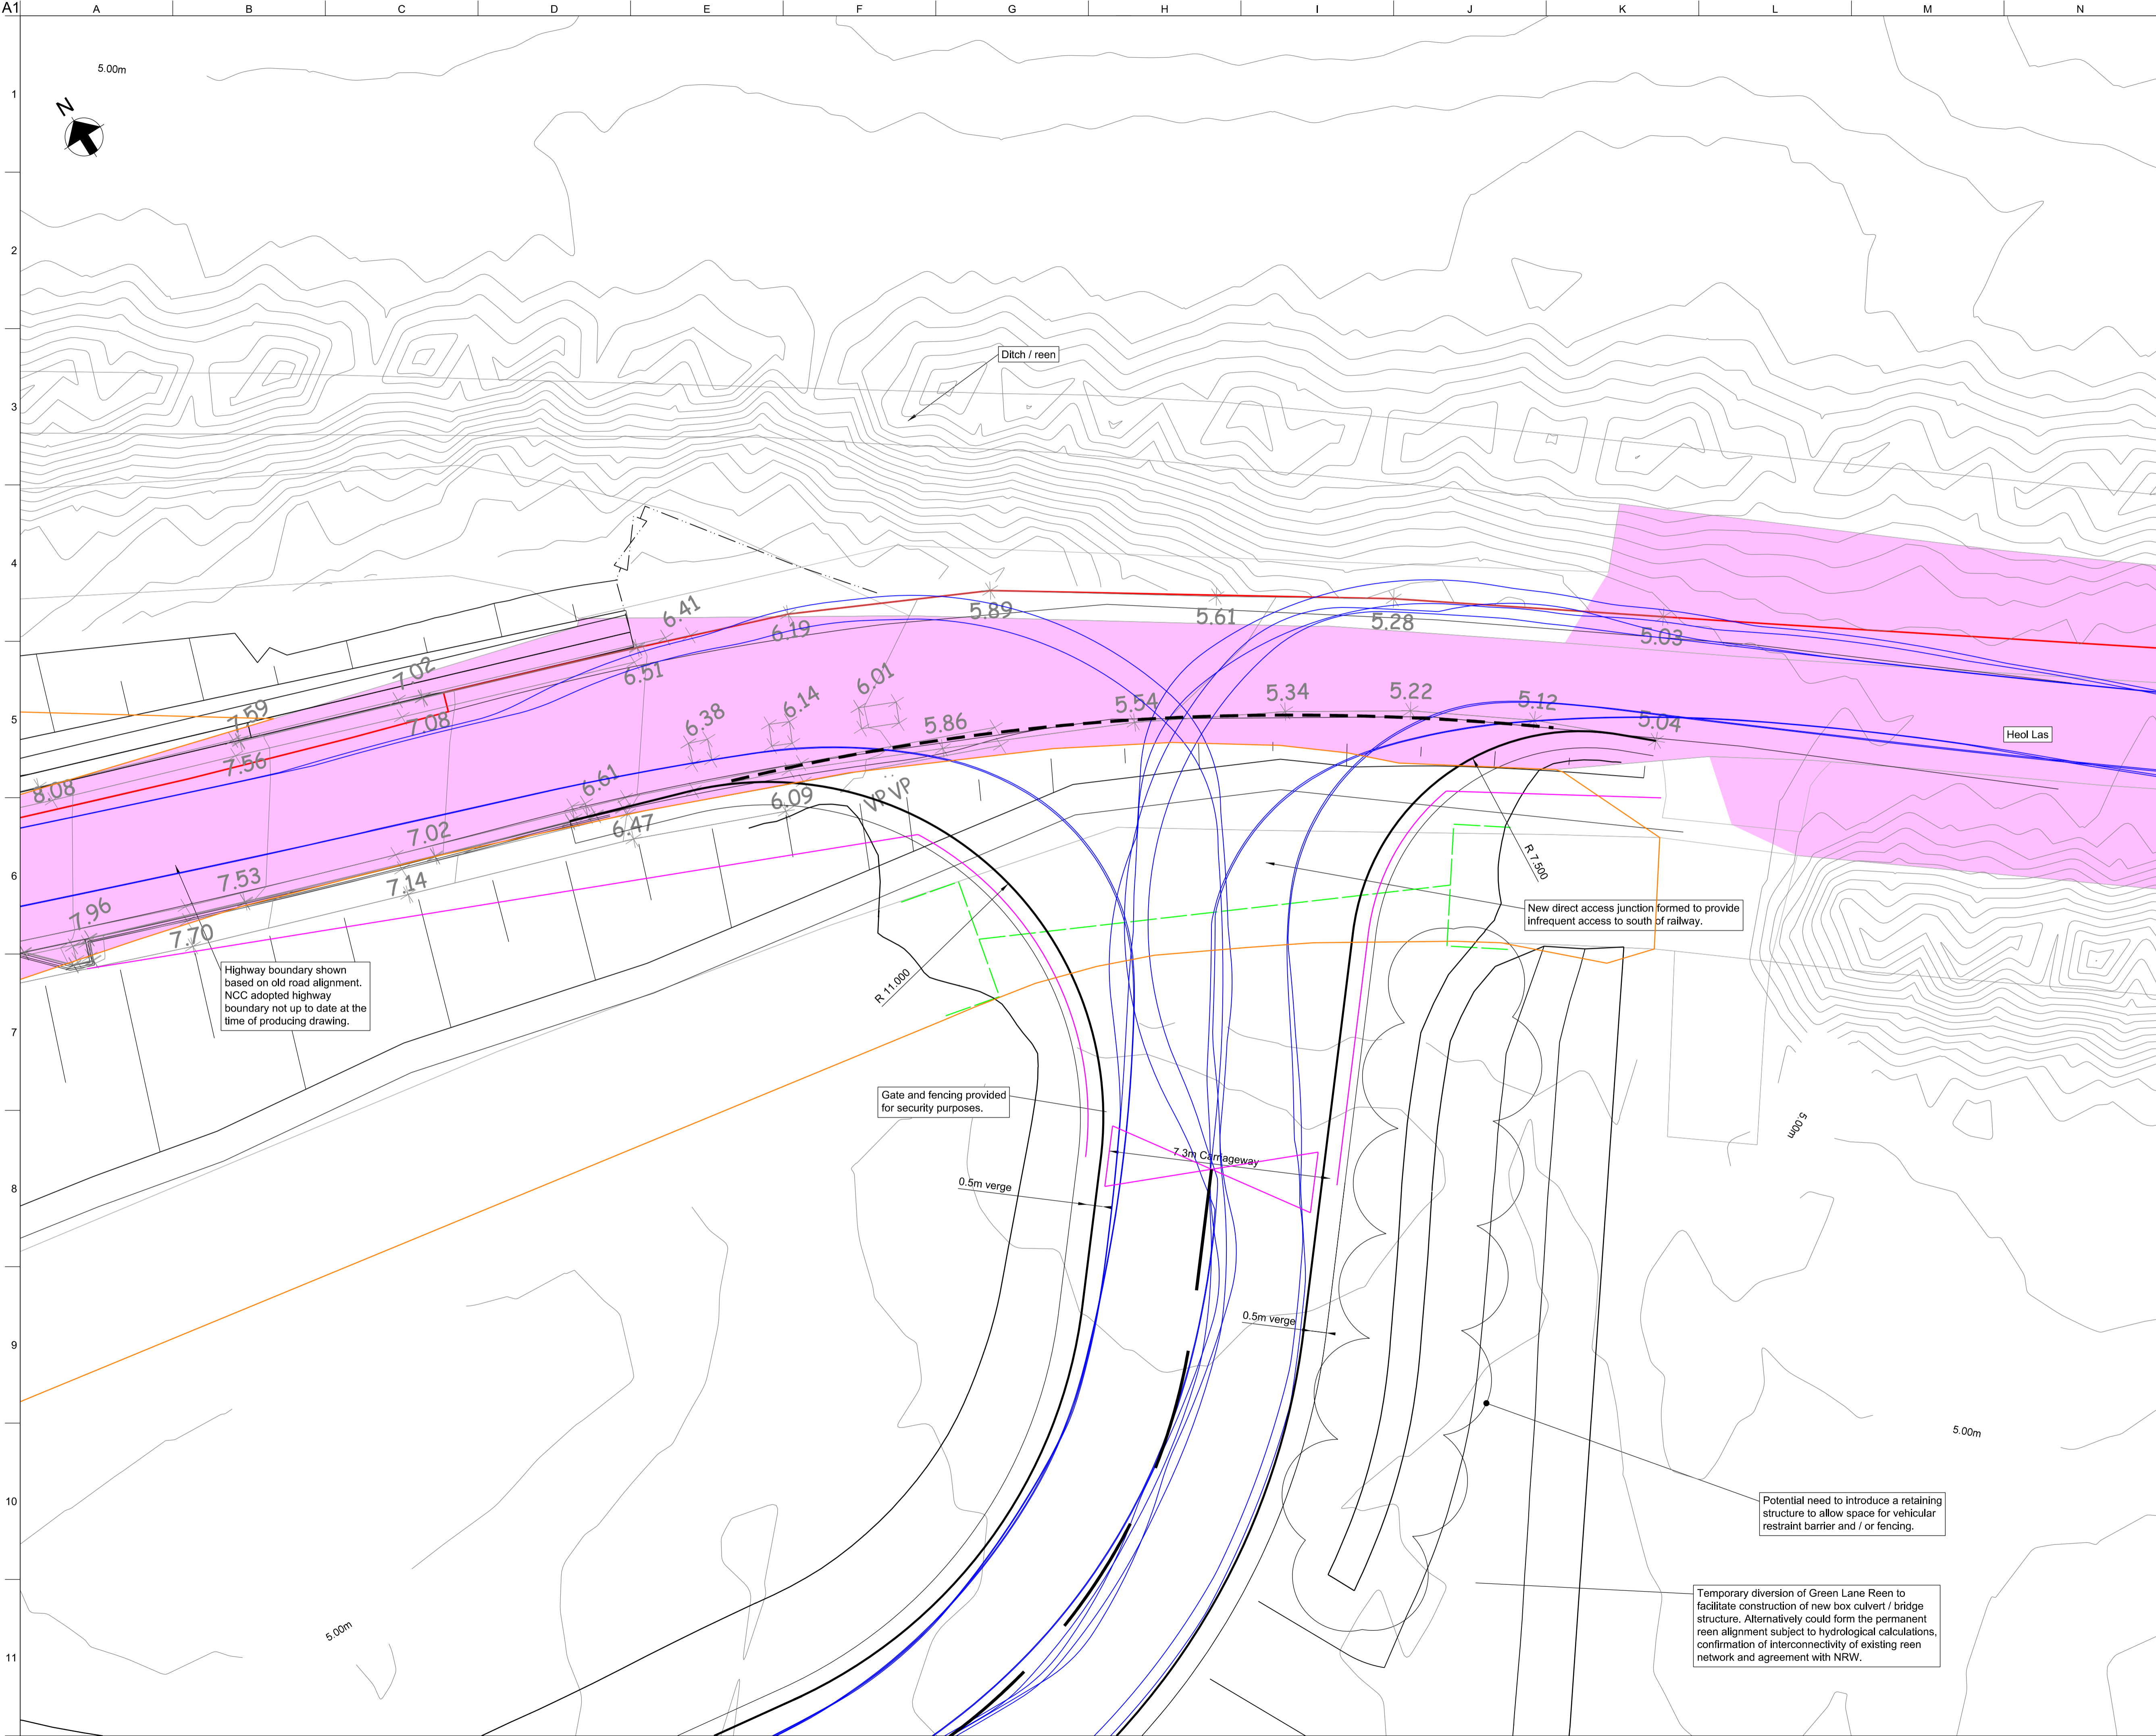 A1
A B C D E F G H I J K L M N
5.00m
1
N
2
3
Ditch / reen
4
6.41
5.89
5.61
5.28
6.19
5.03
6.51
7.02
6.01
6.14
5.34
5.22
5.54
5.12
7.59
7.08
5
6.38
5.86
5.04
Heol Las
7.56
8.08
6.61
6.09
VP VP
6.47
7.02
R 7.500
6
7.53
7.14
7.96
New direct access junction formed to provide
infrequent access to south of railway.
7.70
Highway boundary shown
based on old road alignment.
NCC adopted highway
boundary not up to date at the
time of producing drawing.
R 11.000
7
Gate and fencing provided
for security purposes.
5.00m
7.3m Carriageway
8
0.5m verge
0.5m verge
9
5.00m
10
Potential need to introduce a retaining
structure to allow space for vehicular
restraint barrier and / or fencing.
5.00m
11
Temporary diversion of Green Lane Reen to
facilitate construction of new box culvert / bridge
structure. Alternatively could form the permanent
reen alignment subject to hydrological calculations,
confirmation of interconnectivity of existing reen
network and agreement with NRW.